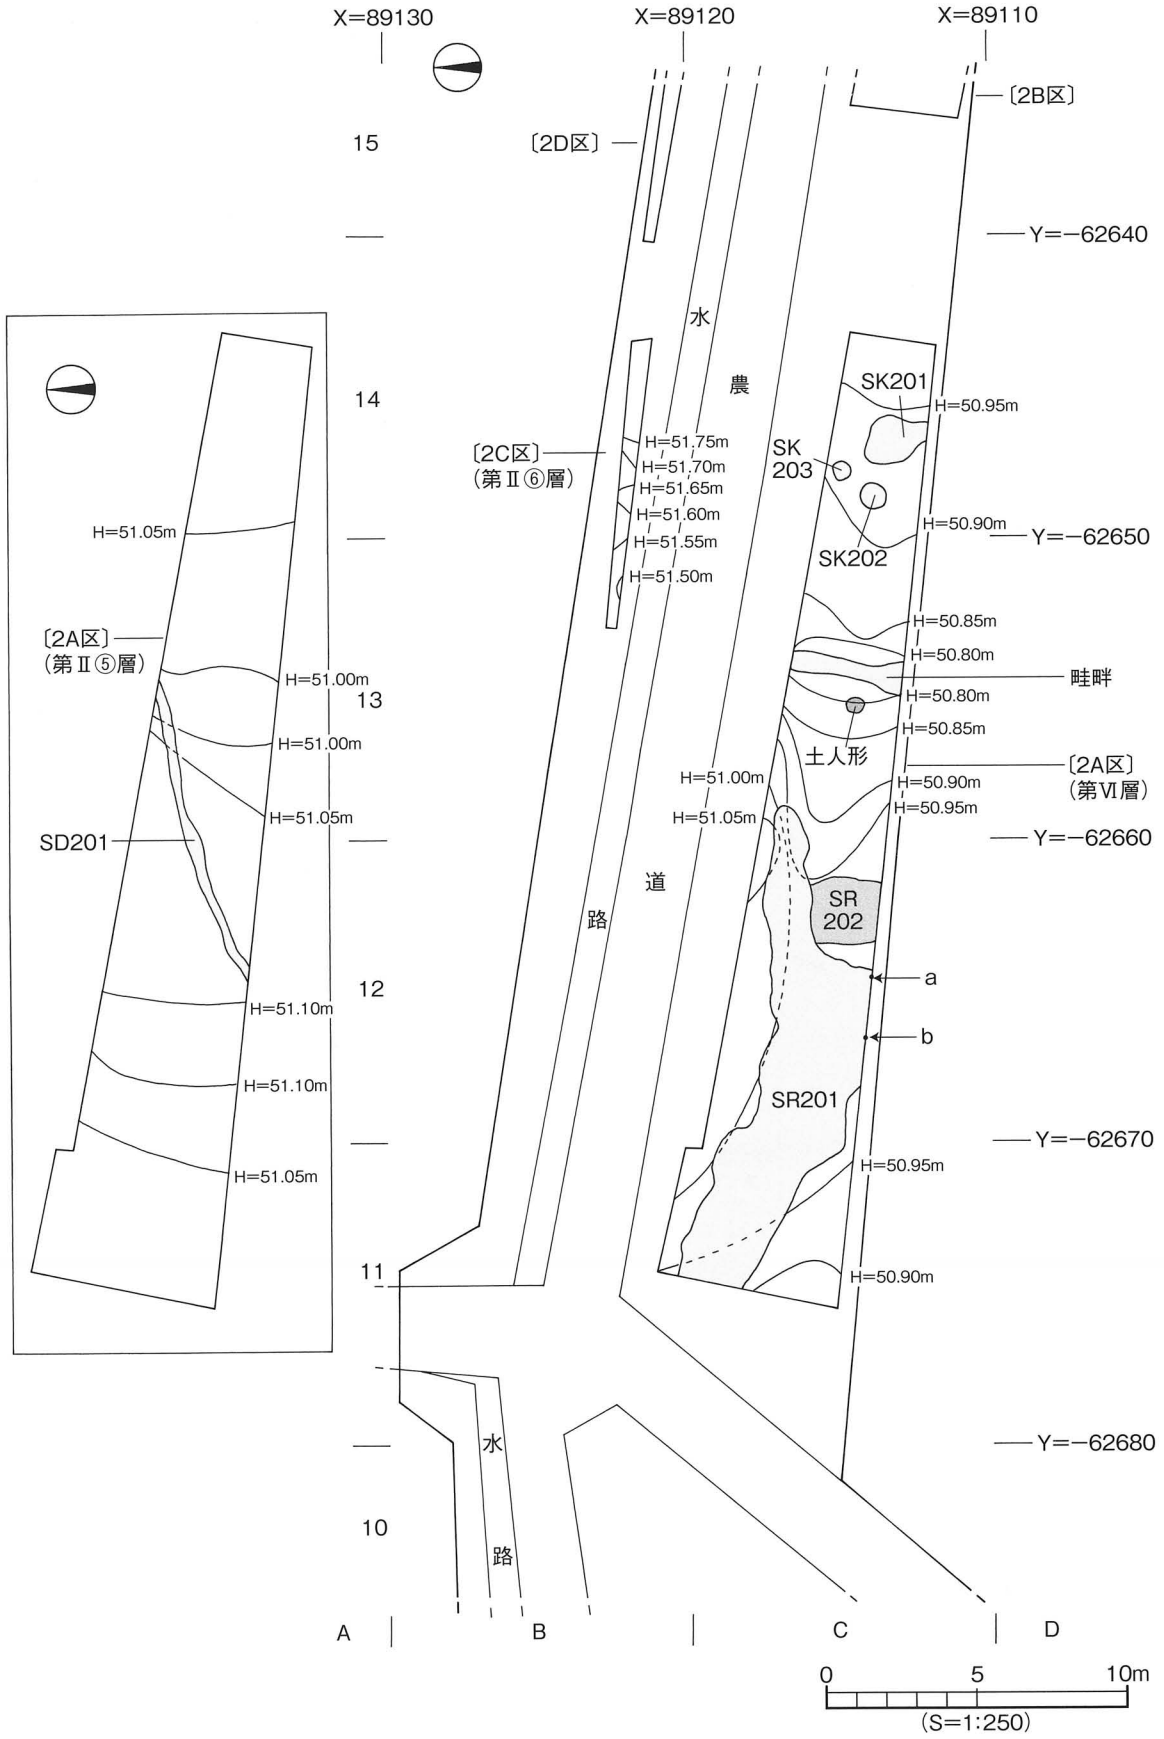 X=89130
X=89120
X=89110
〔2B区〕
15
〔2D区〕
Y=−62640
水
農
14
SK201
H=50.95m
〔2C区〕
(第Ⅱ⑥層)
H=51.75m
H=51.70m
H=51.65m
H=51.60m
H=51.55m
H=51.50m
SK
203
SK202
H=50.90m
Y=−62650
H=51.05m
〔2A区〕
(第Ⅱ⑤層)
H=51.00m
13
H=51.00m
H=51.05m
SD201
H=50.85m
H=50.80m
畦畔
H=50.80m
H=50.85m
土人形
〔2A区〕
(第Ⅵ層)
H=51.00m
H=50.90m
H=50.95m
H=51.05m
Y=−62660
道
路
SR
202
a
12
b
H=51.10m
H=51.10m
SR201
Y=−62670
H=51.05m
H=50.95m
11
H=50.90m
水
Y=−62680
10
路
A
B
C
D
0
5
10m
(S=1:250)